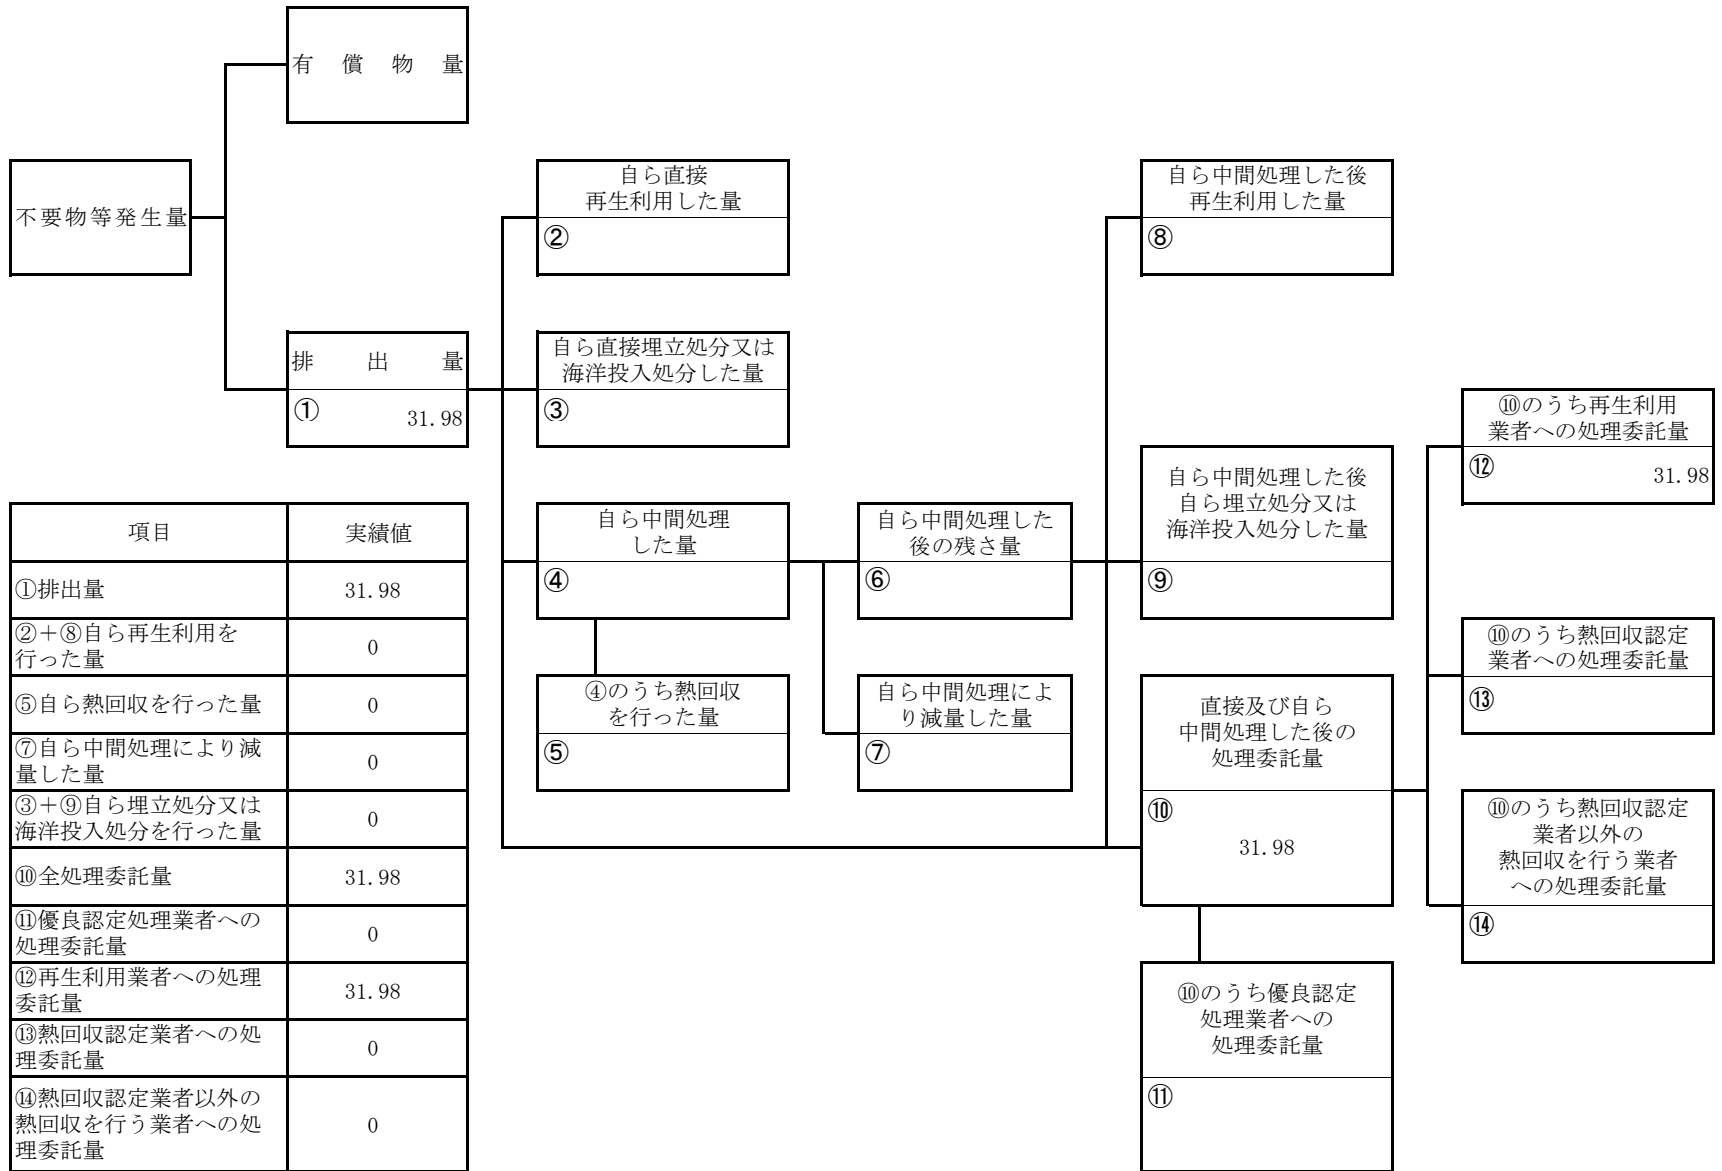 有償物量
不要物等発生量
排出量
① 31.98
自ら直接
再生利用した量
②
自ら直接埋立処分又は
海洋投入処分した量
③
自ら中間処理
した量
④
④のうち熱回収
を行った量
⑤
自ら中間処理した
後の残さ量
⑥
自ら中間処理によ
り減量した量
⑦
自ら中間処理した後
再生利用した量
⑧
自ら中間処理した後
自ら埋立処分又は
海洋投入処分した量
⑨
直接及び自ら
中間処理した後の
処理委託量
⑩
31.98
⑩のうち優良認定
処理業者への
処理委託量
⑪
⑩のうち再生利用
業者への処理委託量
⑫ 31.98
⑩のうち熱回収認定
業者への処理委託量
⑬
⑩のうち熱回収認定
業者以外の
熱回収を行う業者
への処理委託量
⑭
項目 実績値
①排出量 31.98
②+⑧自ら再生利用を
行った量 0
⑤自ら熱回収を行った量 0
⑦自ら中間処理により減
量した量 0
③+⑨自ら埋立処分又は
海洋投入処分を行った量 0
⑩全処理委託量 31.98
⑪優良認定処理業者への
処理委託量 0
⑫再生利用業者への処理
委託量 31.98
⑬熱回収認定業者への処
理委託量 0
⑭熱回収認定業者以外の
熱回収を行う業者への処
理委託量 0